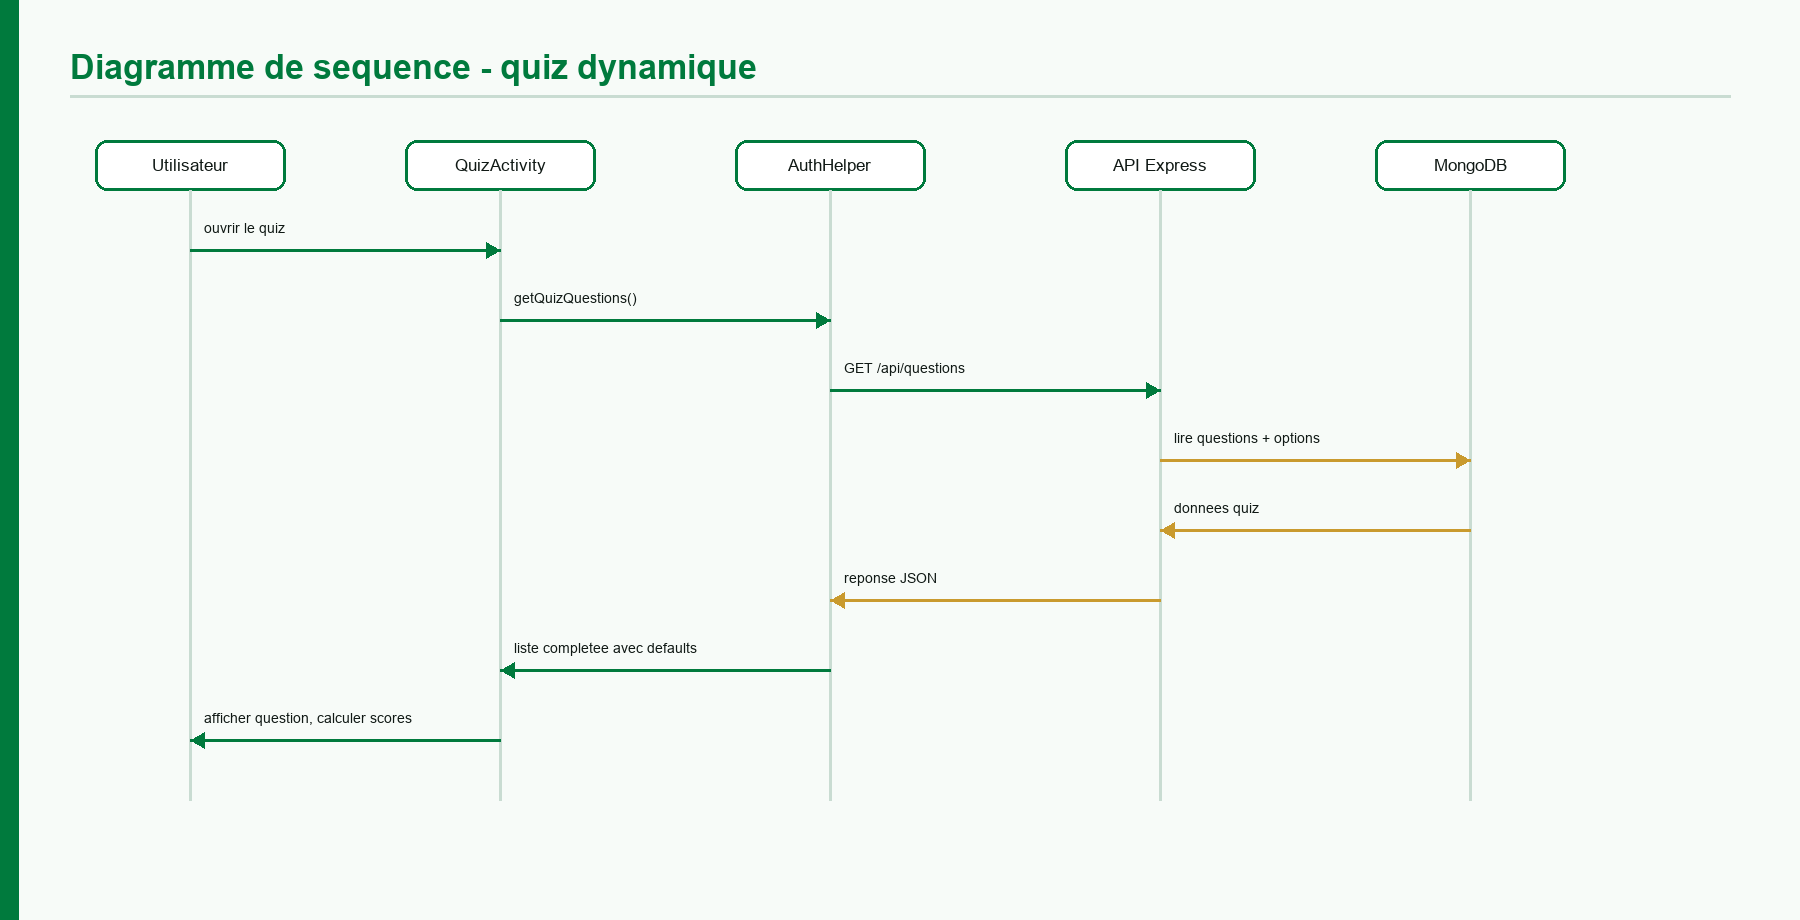 Diagramme de sequence - quiz dynamique
Utilisateur
QuizActivity
AuthHelper
API Express
MongoDB
ouvrir le quiz
getQuizQuestions()
GET /api/questions
lire questions + options
donnees quiz
reponse JSON
liste completee avec defaults
afficher question, calculer scores